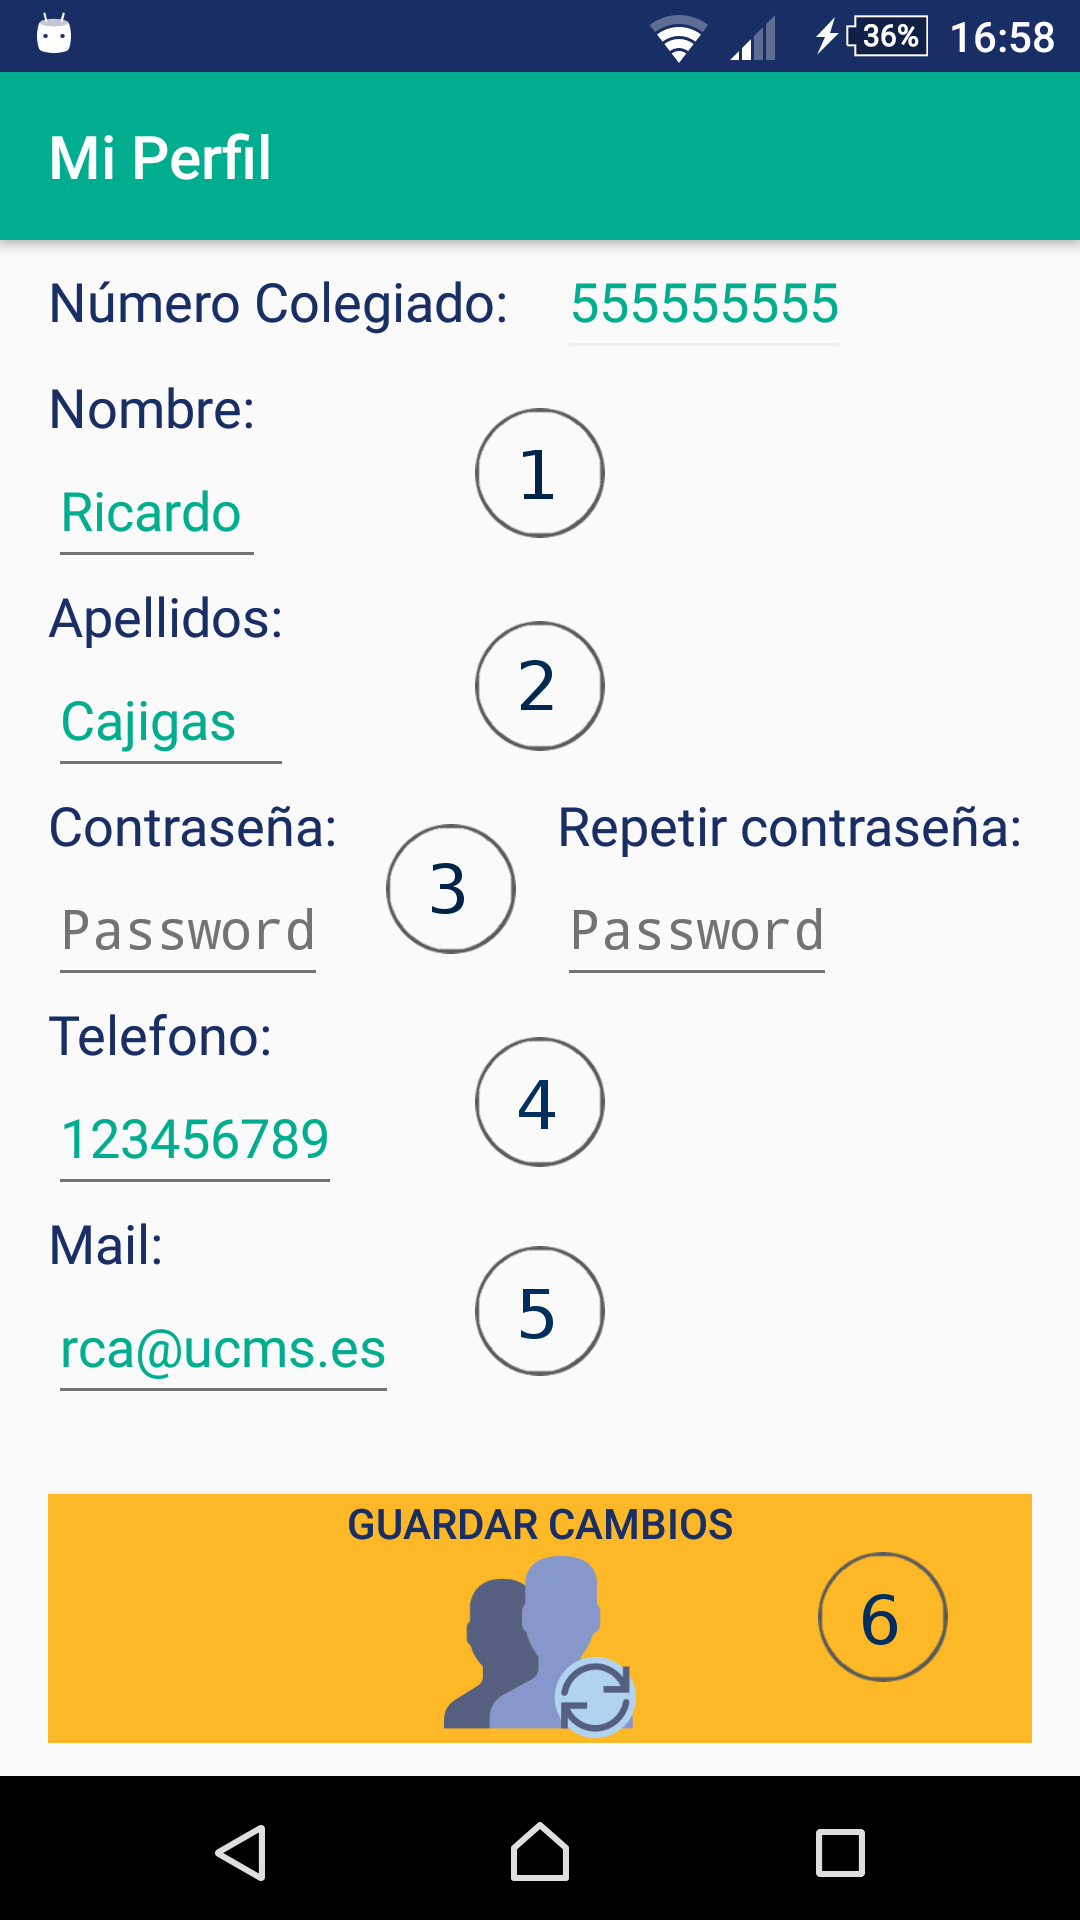 36% 16:58
Mi Perfil
Número Colegiado: 555555555
Nombre:
1
Ricardo
Apellidos:
2
Cajigas
Contraseña: Repetir contraseña:
3
Password Password
Telefono:
4
123456789
Mail:
5
rca@ucms.es
GUARDAR CAMBIOS
6